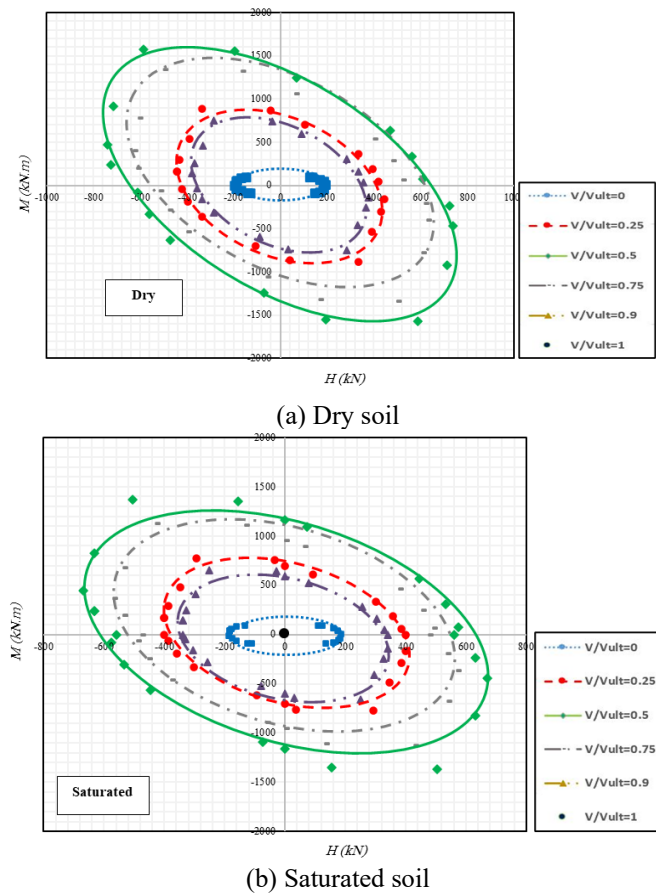 2000
1500
1000
500
0
-1000 -800 -600 -400 -200 0 200 400 600 800 100
-500
-1000
-1500
-2000
M (kN.m)
Dry
H (kN)
V/Vult=0
V/Vult=0.25
V/Vult=0.5
V/Vult=0.75
V/Vult=0.9
V/Vult=1
(a) Dry soil
2000
1500
1000
500
0
-800 -600 -400 -200 0 200 400 600 800
-500
-1000
-1500
-2000
M (kN.m)
Saturated
H (kN)
V/Vult=0
V/Vult=0.25
V/Vult=0.5
V/Vult=0.75
V/Vult=0.9
V/Vult=1
(b) Saturated soil